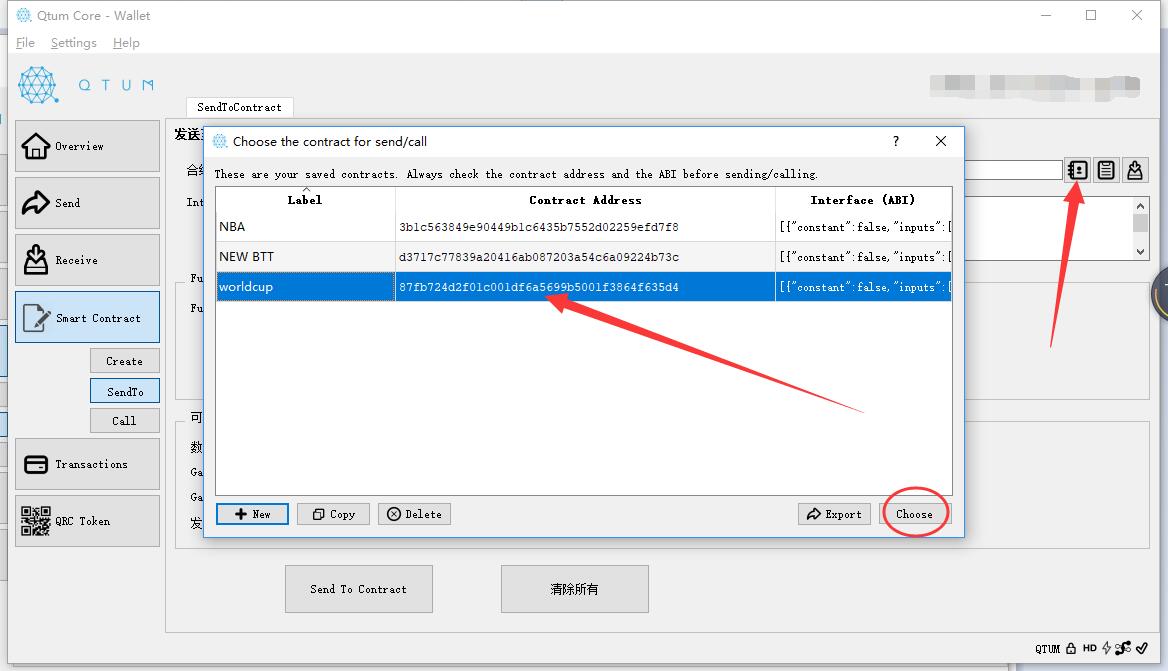 Qtum Core - Wallet
File Settings Help
QTUM
SendToContract
Overview
Send
Receive
Smart Contract
Create
SendTo
Call
Transactions
QRC Token
发送
Choose the contract for send/call
?
These are your saved contracts. Always check the contract address and the ABI before sending/calling.
Label Contract Address Interface (ABI)
NBA 3b1c563849e90449b1c6435b7552d02259efd7f8 [{"constant":false,"inputs":[
NEW BTT d3717c77839a20416ab087203a54c6a09224b73c [{"constant":false,"inputs":[
worldcup 87fb724d2f01c001df6a5699b5001f3864f635d4 [{"constant":false,"inputs":[
New Copy Delete Export Choose
Int
Fu
Fu
可
数
Ga
Ga
发
Send To Contract 清除所有
QTUM HD